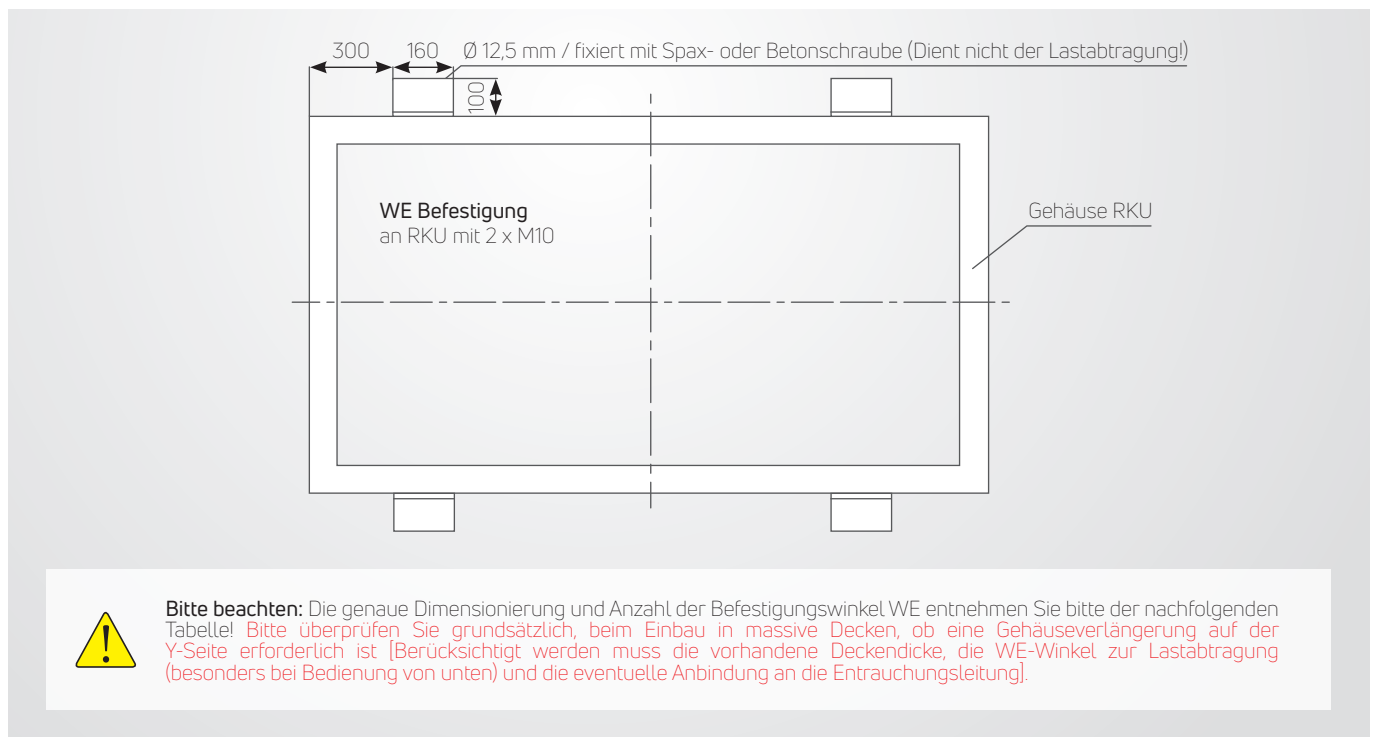 300 160 Ø 12,5 mm / fixiert mit Spax- oder Betonschraube (Dient nicht der Lastabtragung!)
100
WE Befestigung
an RKU mit 2 x M10
Gehäuse RKU
Bitte beachten: Die genaue Dimensionierung und Anzahl der Befestigungswinkel WE entnehmen Sie bitte der nachfolgenden
Tabelle! Bitte überprüfen Sie grundsätzlich, beim Einbau in massive Decken, ob eine Gehäuseverlängerung auf der
Y-Seite erforderlich ist [Berücksichtigt werden muss die vorhandene Deckendicke, die WE-Winkel zur Lastabtragung
(besonders bei Bedienung von unten) und die eventuelle Anbindung an die Entrauchungsleitung].